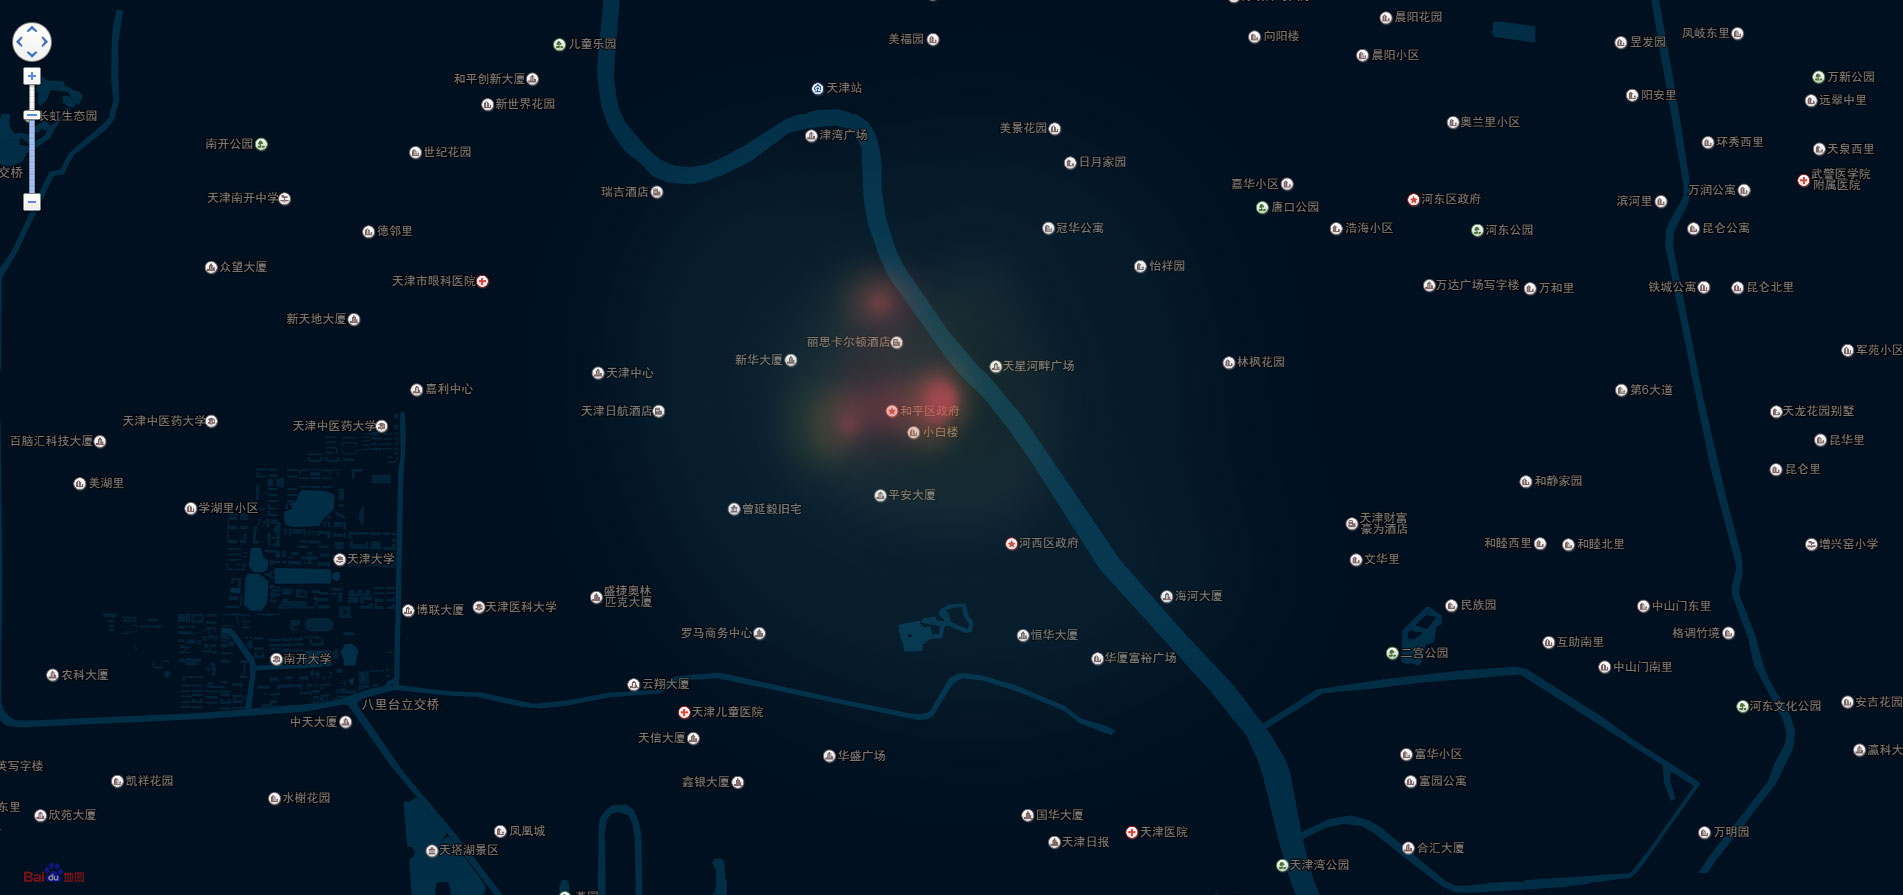 晨阳花园
凤岐东里
美福园
向阳楼
昱发园
儿童乐园
晨阳小区
万新公园
和平创新大厦
天津站
阳安里
远翠中里
新世界花园
长虹生态园
奥兰里小区
美景花园
津湾广场
南开公园
环秀西里
世纪花园
天泉西里
日月家园
交桥
武警医学院
附属医院
嘉华小区
万润公寓
瑞吉酒店
天津南开中学
河东区政府
滨河里
唐口公园
德邻里
冠华公寓
浩海小区
河东公园
昆仑公寓
众望大厦
怡祥园
天津市眼科医院
万达广场写字楼
万和里
铁城公寓
昆仑北里
新天地大厦
丽思卡尔顿酒店
军苑小区
新华大厦
天星河畔广场
林枫花园
天津中心
嘉利中心
第6大道
天津日航酒店
和平区政府
天龙花园别墅
天津中医药大学
天津中医药大学
小白楼
百脑汇科技大厦
昆华里
昆仑里
美湖里
和静家园
平安大厦
学湖里小区
曾延毅旧宅
天津财富
豪为酒店
河西区政府
和睦西里
和睦北里
增兴窑小学
天津大学
文华里
盛捷奥林
匹克大厦
海河大厦
博联大厦
天津医科大学
民族园
中山门东里
罗马商务中心
恒华大厦
格调竹境
互助南里
南开大学
华厦富裕广场
二宫公园
中山门南里
农科大厦
云翔大厦
八里台立交桥
安吉花园
河东文化公园
天津儿童医院
中天大厦
天信大厦
瀛科大
华盛广场
富华小区
英写字楼
凯祥花园
鑫银大厦
富园公寓
水榭花园
东里
欣苑大厦
国华大厦
凤凰城
天津医院
万明园
天津日报
天塔湖景区
合汇大厦
天津湾公园
Bai du 地图